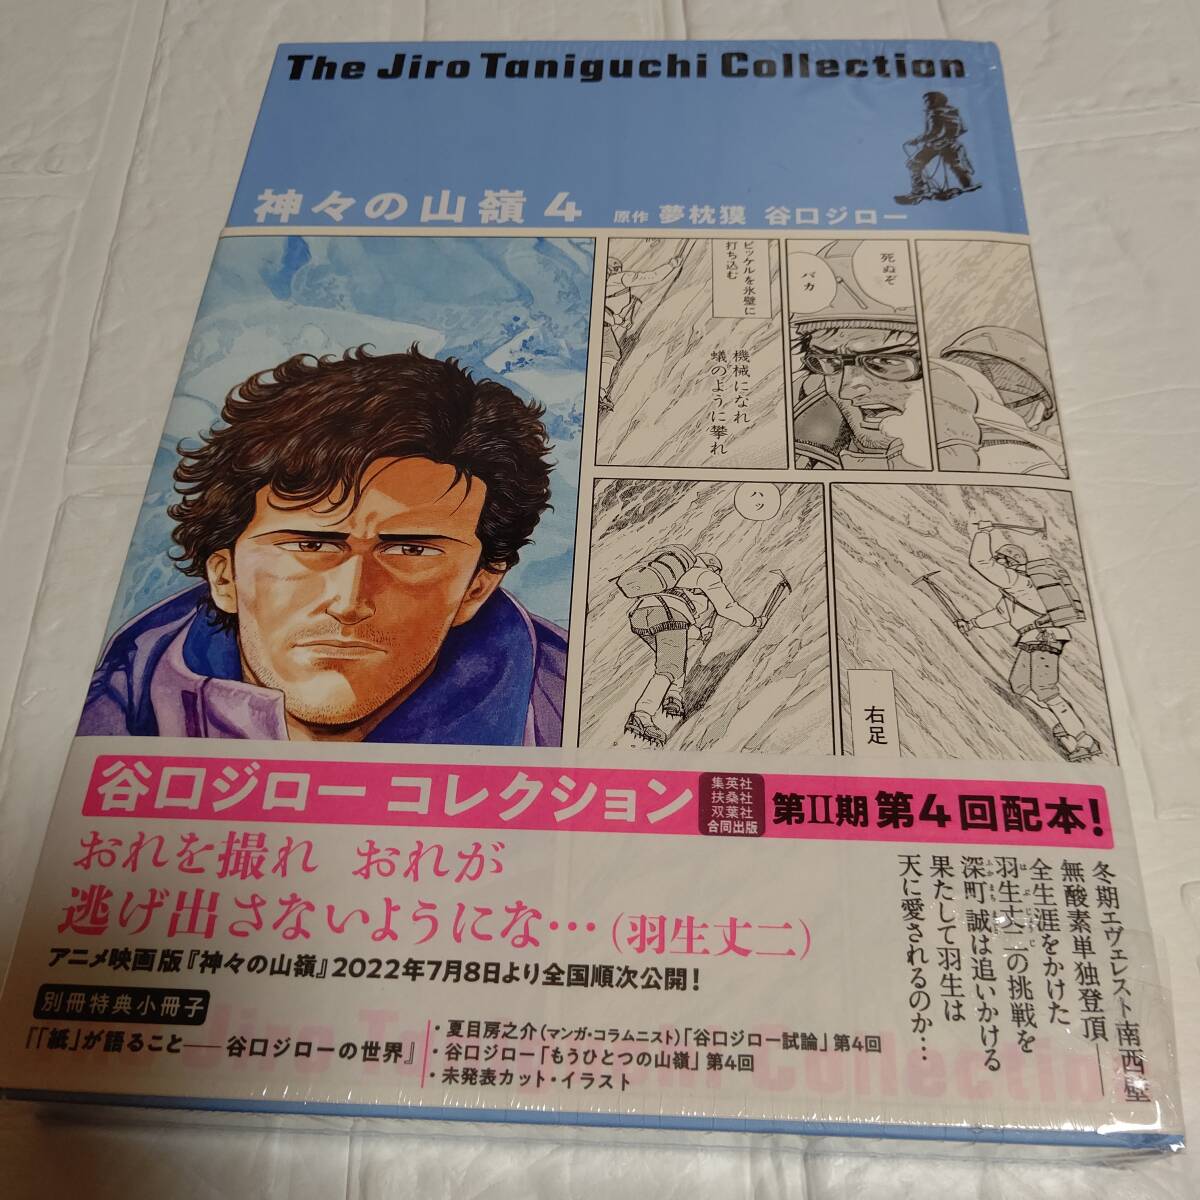 The Jiro Taniguchi Collection
神々の山嶺 4
原作 夢枕獏 谷口ジロー
ピッケルを氷壁に
打ち込む
機械になれ
蟻のように攀れ
死ぬぞ
バカ
ハッ
右足
谷口ジロー コレクション
集英社
扶桑社
双葉社
合同出版
第II期 第4回配本!
おれを撮れ おれが
逃げ出さないようにな…(羽生丈二)
アニメ映画版『神々の山嶺』2022年7月8日より全国順次公開!
別冊特典小冊子
『「紙」が語ること── 谷口ジローの世界』
・夏目房之介(マンガ・コラムニスト)「谷口ジロー試論」第4回
・谷口ジロー「もうひとつの山嶺」第4回
・未発表カット・イラスト
冬期エヴェレスト南西壁
無酸素単独登頂──
全生涯をかけた
羽生丈二の挑戦を
深町 誠は追いかける
果たして羽生は
天に愛されるのか…